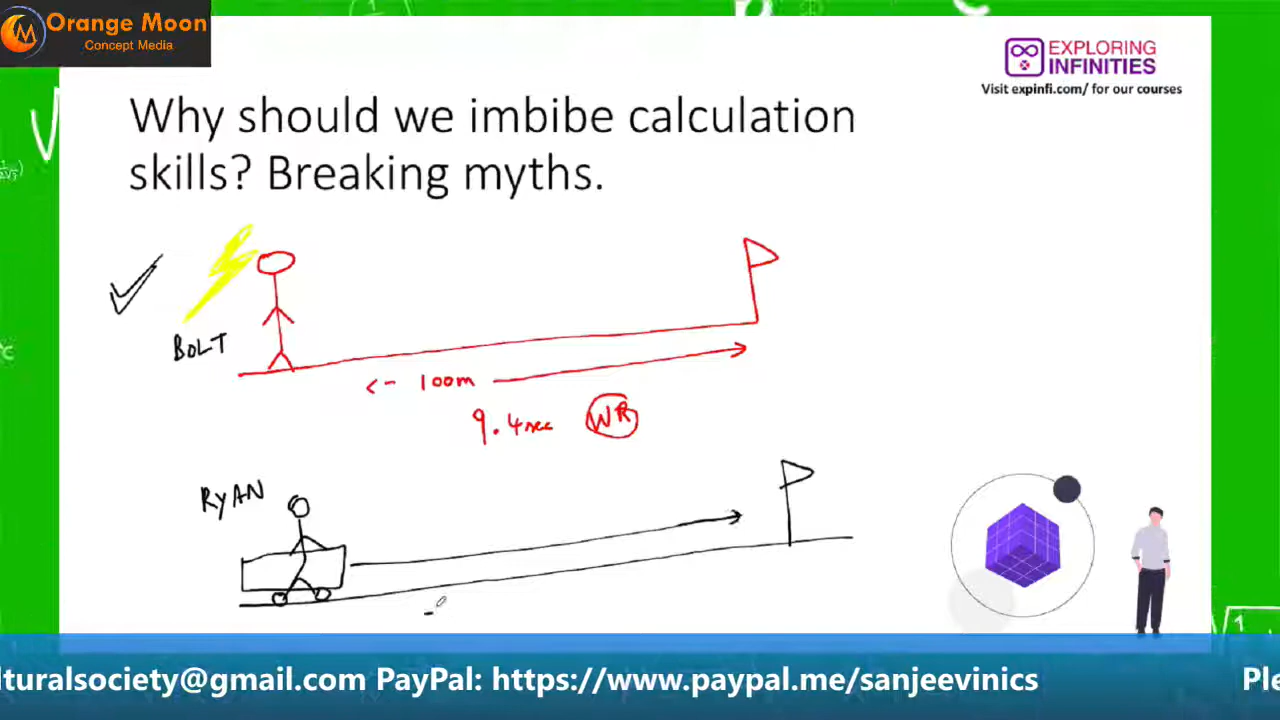 Orange Moon
Concept Media
EXPLORING
INFINITIES
Visit expinfi.com/ for our courses
Why should we imbibe calculation
skills? Breaking myths.
BOLT
<- 100m
9.4sec WR
RYAN
lturalsociety@gmail.com PayPal: https://www.paypal.me/sanjeevinics Ple